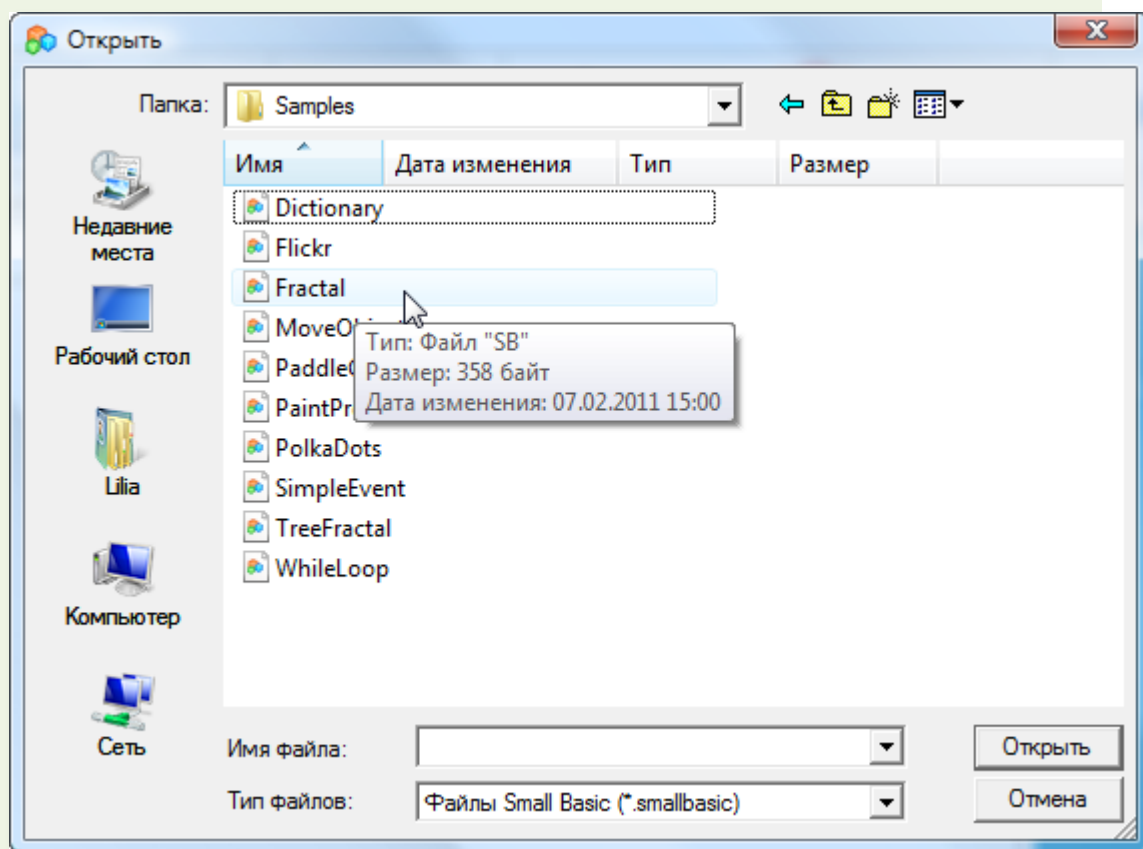 Открыть
Папка: Samples
Имя Дата изменения Тип Размер
Недавние
места
Рабочий стол
Lilia
Компьютер
Сеть
Dictionary
Flickr
Fractal
PolkaDots
SimpleEvent
TreeFractal
WhileLoop
Тип: Файл "SB"
Размер: 358 байт
Дата изменения: 07.02.2011 15:00
Имя файла: Открыть
Тип файлов: Файлы Small Basic (*.smallbasic) Отмена